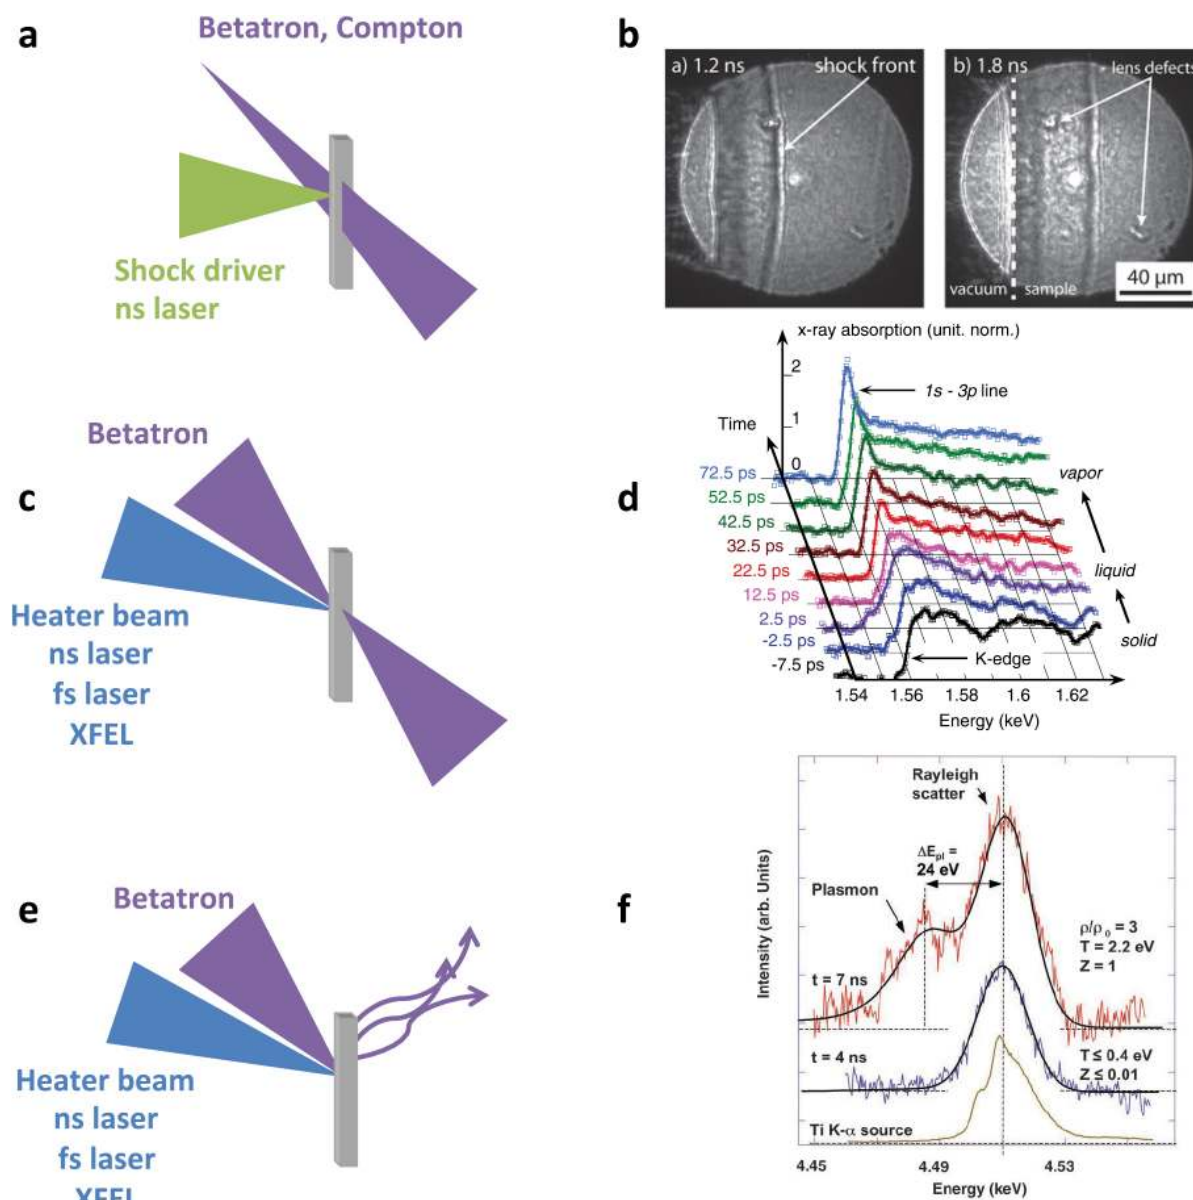 a
Betatron, Compton
Shock driver
ns laser
b
a) 1.2 ns
shock front
b) 1.8 ns
lens defects
vacuum
sample
40 μm
c
Betatron
Heater beam
ns laser
fs laser
XFEL
d
x-ray absorption (unit. norm.)
2
1
0
1s - 3p line
Time
72.5 ps
52.5 ps
42.5 ps
32.5 ps
22.5 ps
12.5 ps
2.5 ps
-2.5 ps
-7.5 ps
vapor
liquid
solid
K-edge
1.54 1.56 1.58 1.6 1.62
Energy (keV)
e
Betatron
Heater beam
ns laser
fs laser
XFEL
f
Rayleigh
scatter
ΔEpl =
24 eV
Plasmon
Intensity (arb. Units)
ρ/ρ0 = 3
T = 2.2 eV
Z = 1
t = 7 ns
t = 4 ns
T ≤ 0.4 eV
Z ≤ 0.01
Ti K-α source
4.45 4.49 4.53
Energy (keV)